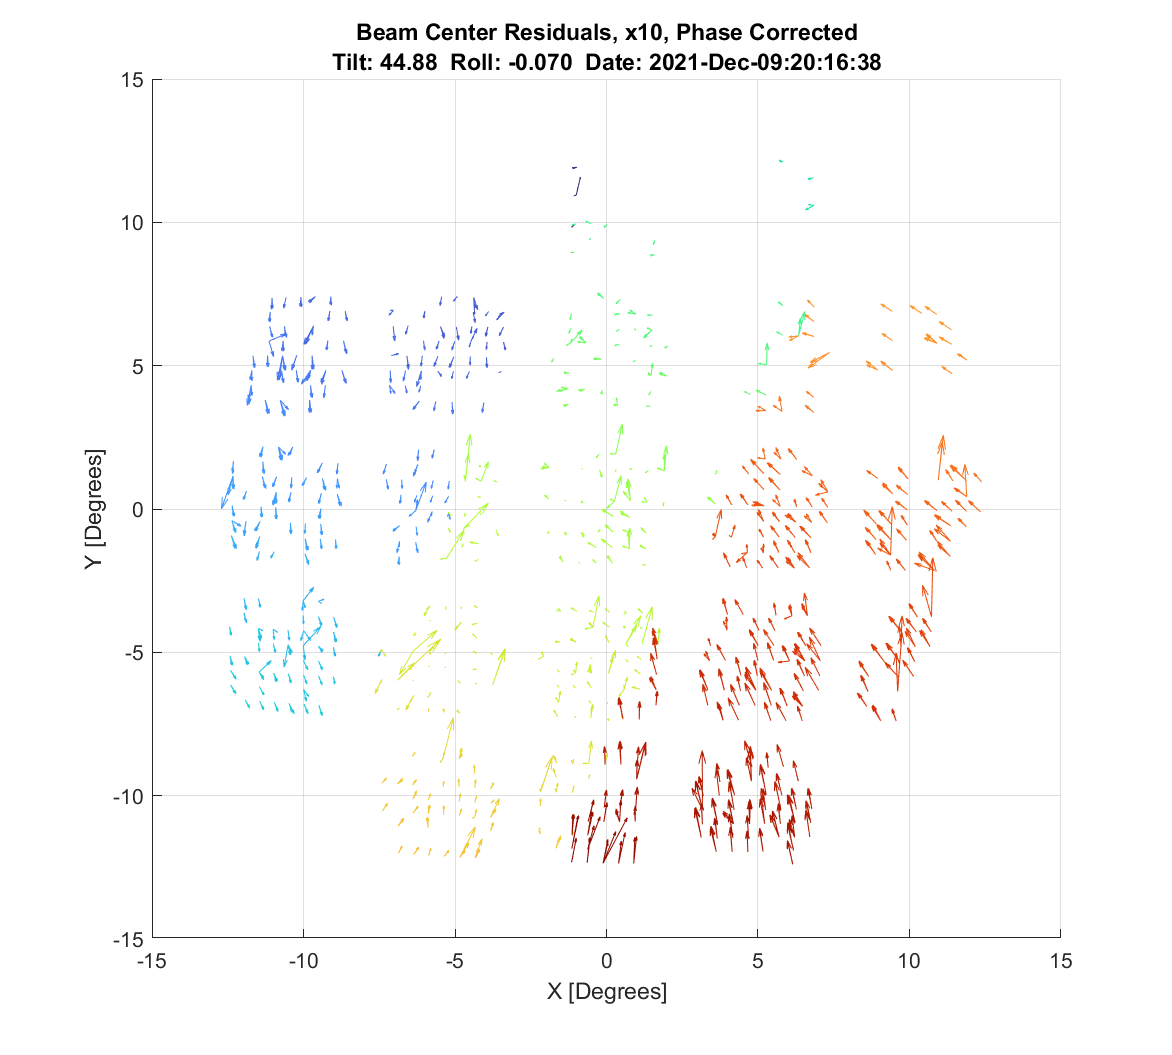 Beam Center Residuals, x10, Phase Corrected
Tilt: 44.88  Roll: -0.070  Date: 2021-Dec-09:20:16:38
15
10
5
0
-5
-10
-15
Y [Degrees]
-15 -10 -5 0 5 10 15
X [Degrees]